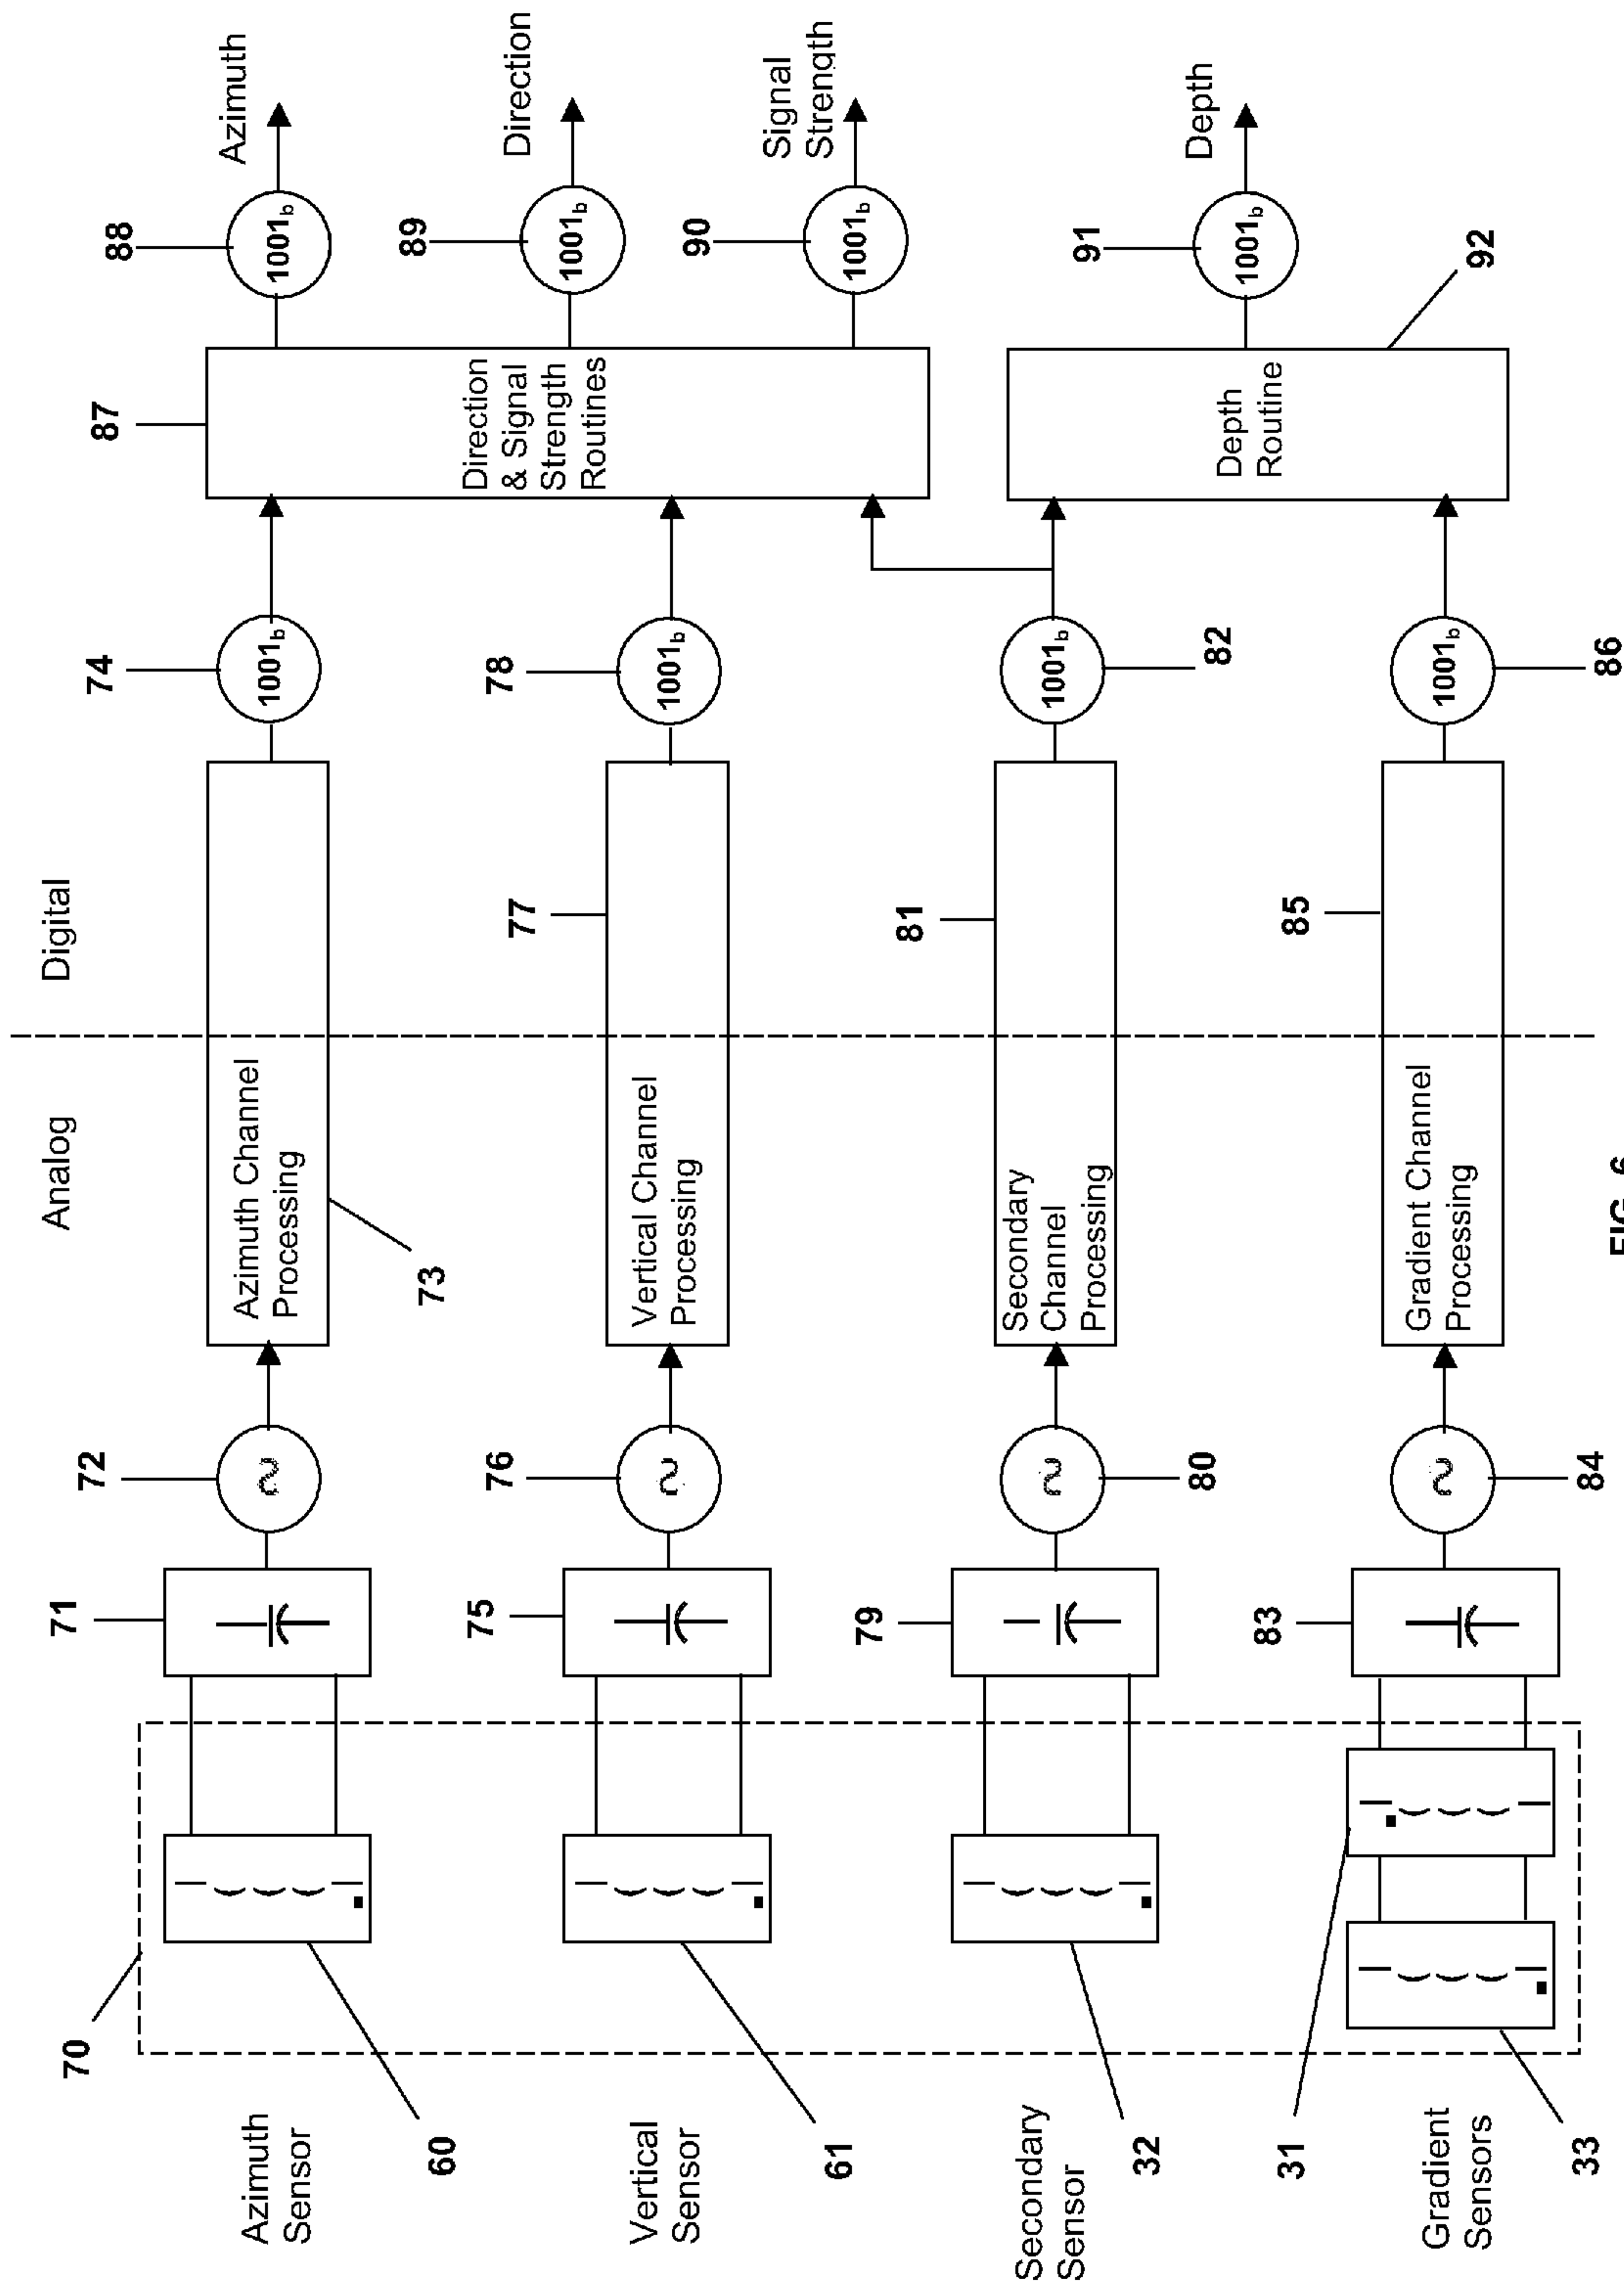 Analog
Digital
70
71
72
74
87
88
Azimuth
Azimuth
Sensor
Azimuth Channel
Processing
1001b
1001b
60
73
75
76
77
78
89
Direction
Vertical
Sensor
Vertical Channel
Processing
1001b
Direction
& Signal
Strength
Routines
1001b
61
90
Signal
Strength
1001b
79
81
Secondary
Sensor
Secondary
Channel
Processing
1001b
32
80
82
91
Depth
31
83
85
Depth
Routine
1001b
Gradient
Sensors
Gradient Channel
Processing
1001b
92
33
84
86
FIG. 6